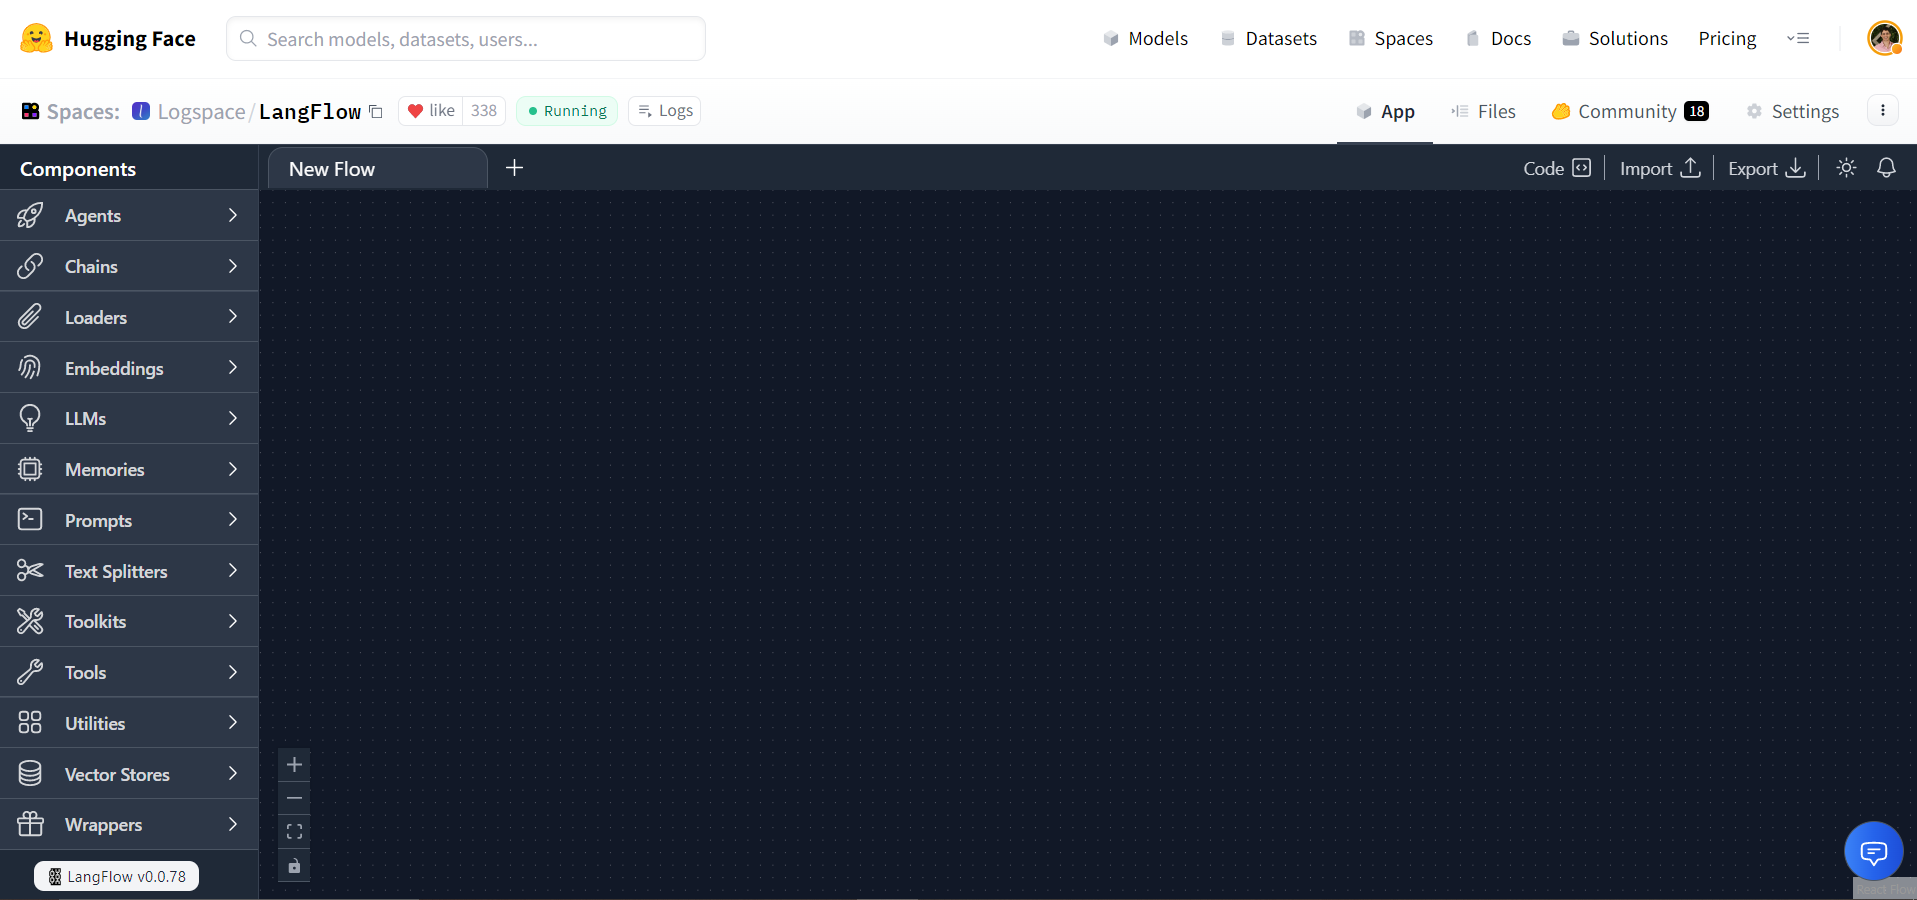 Hugging Face
Search models, datasets, users...
Models
Datasets
Spaces
Docs
Solutions
Pricing
Spaces: Logspace/LangFlow
like 338
Running
Logs
App
Files
Community 18
Settings
Components
New Flow
Code
Import
Export
Agents
Chains
Loaders
Embeddings
LLMs
Memories
Prompts
Text Splitters
Toolkits
Tools
Utilities
Vector Stores
Wrappers
LangFlow v0.0.78
React Flow